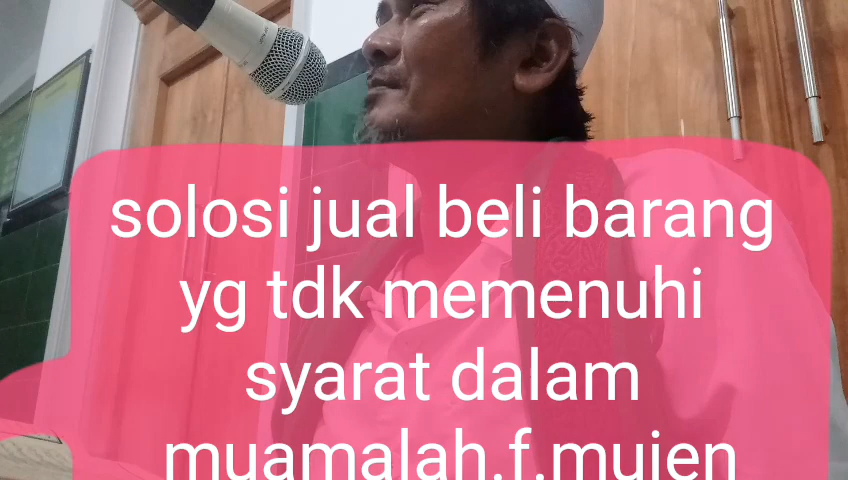 solosi jual beli barang
yg tdk memenuhi
syarat dalam
muamalah.f.mujen